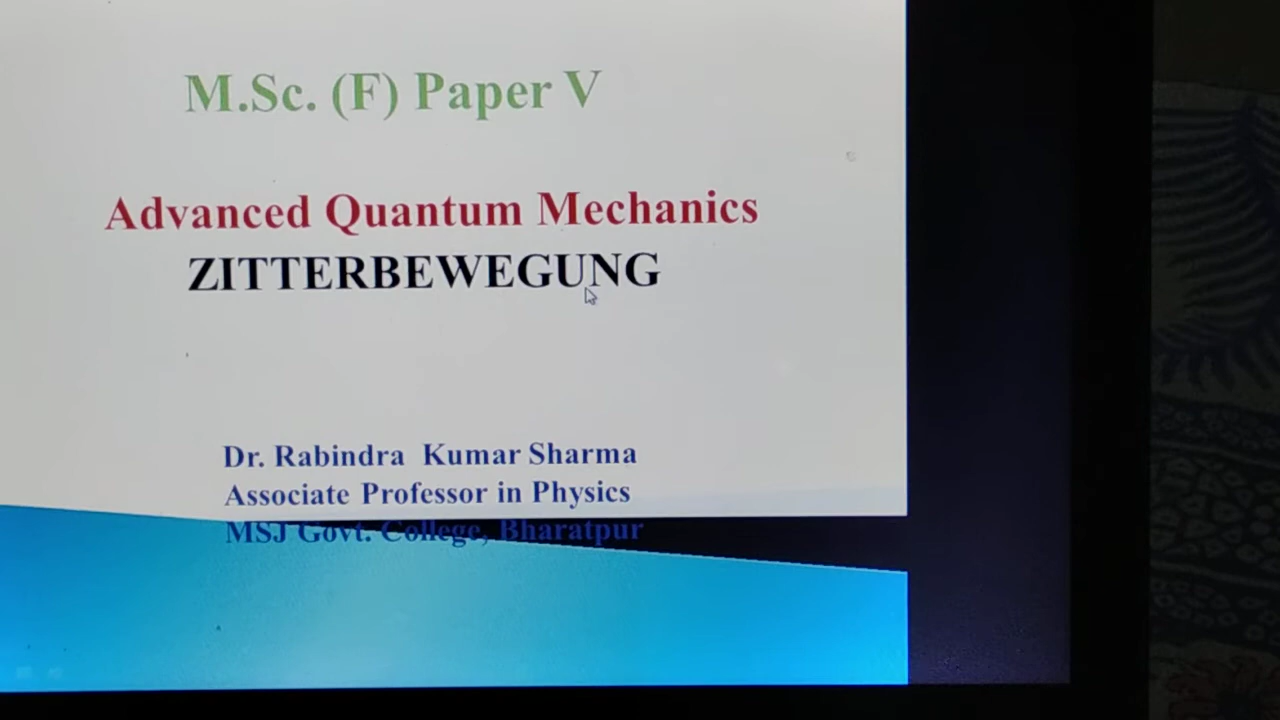 M.Sc. (F) Paper V
Advanced Quantum Mechanics
ZITTERBEWEGUNG
Dr. Rabindra Kumar Sharma
Associate Professor in Physics
MSJ Govt. College, Bharatpur